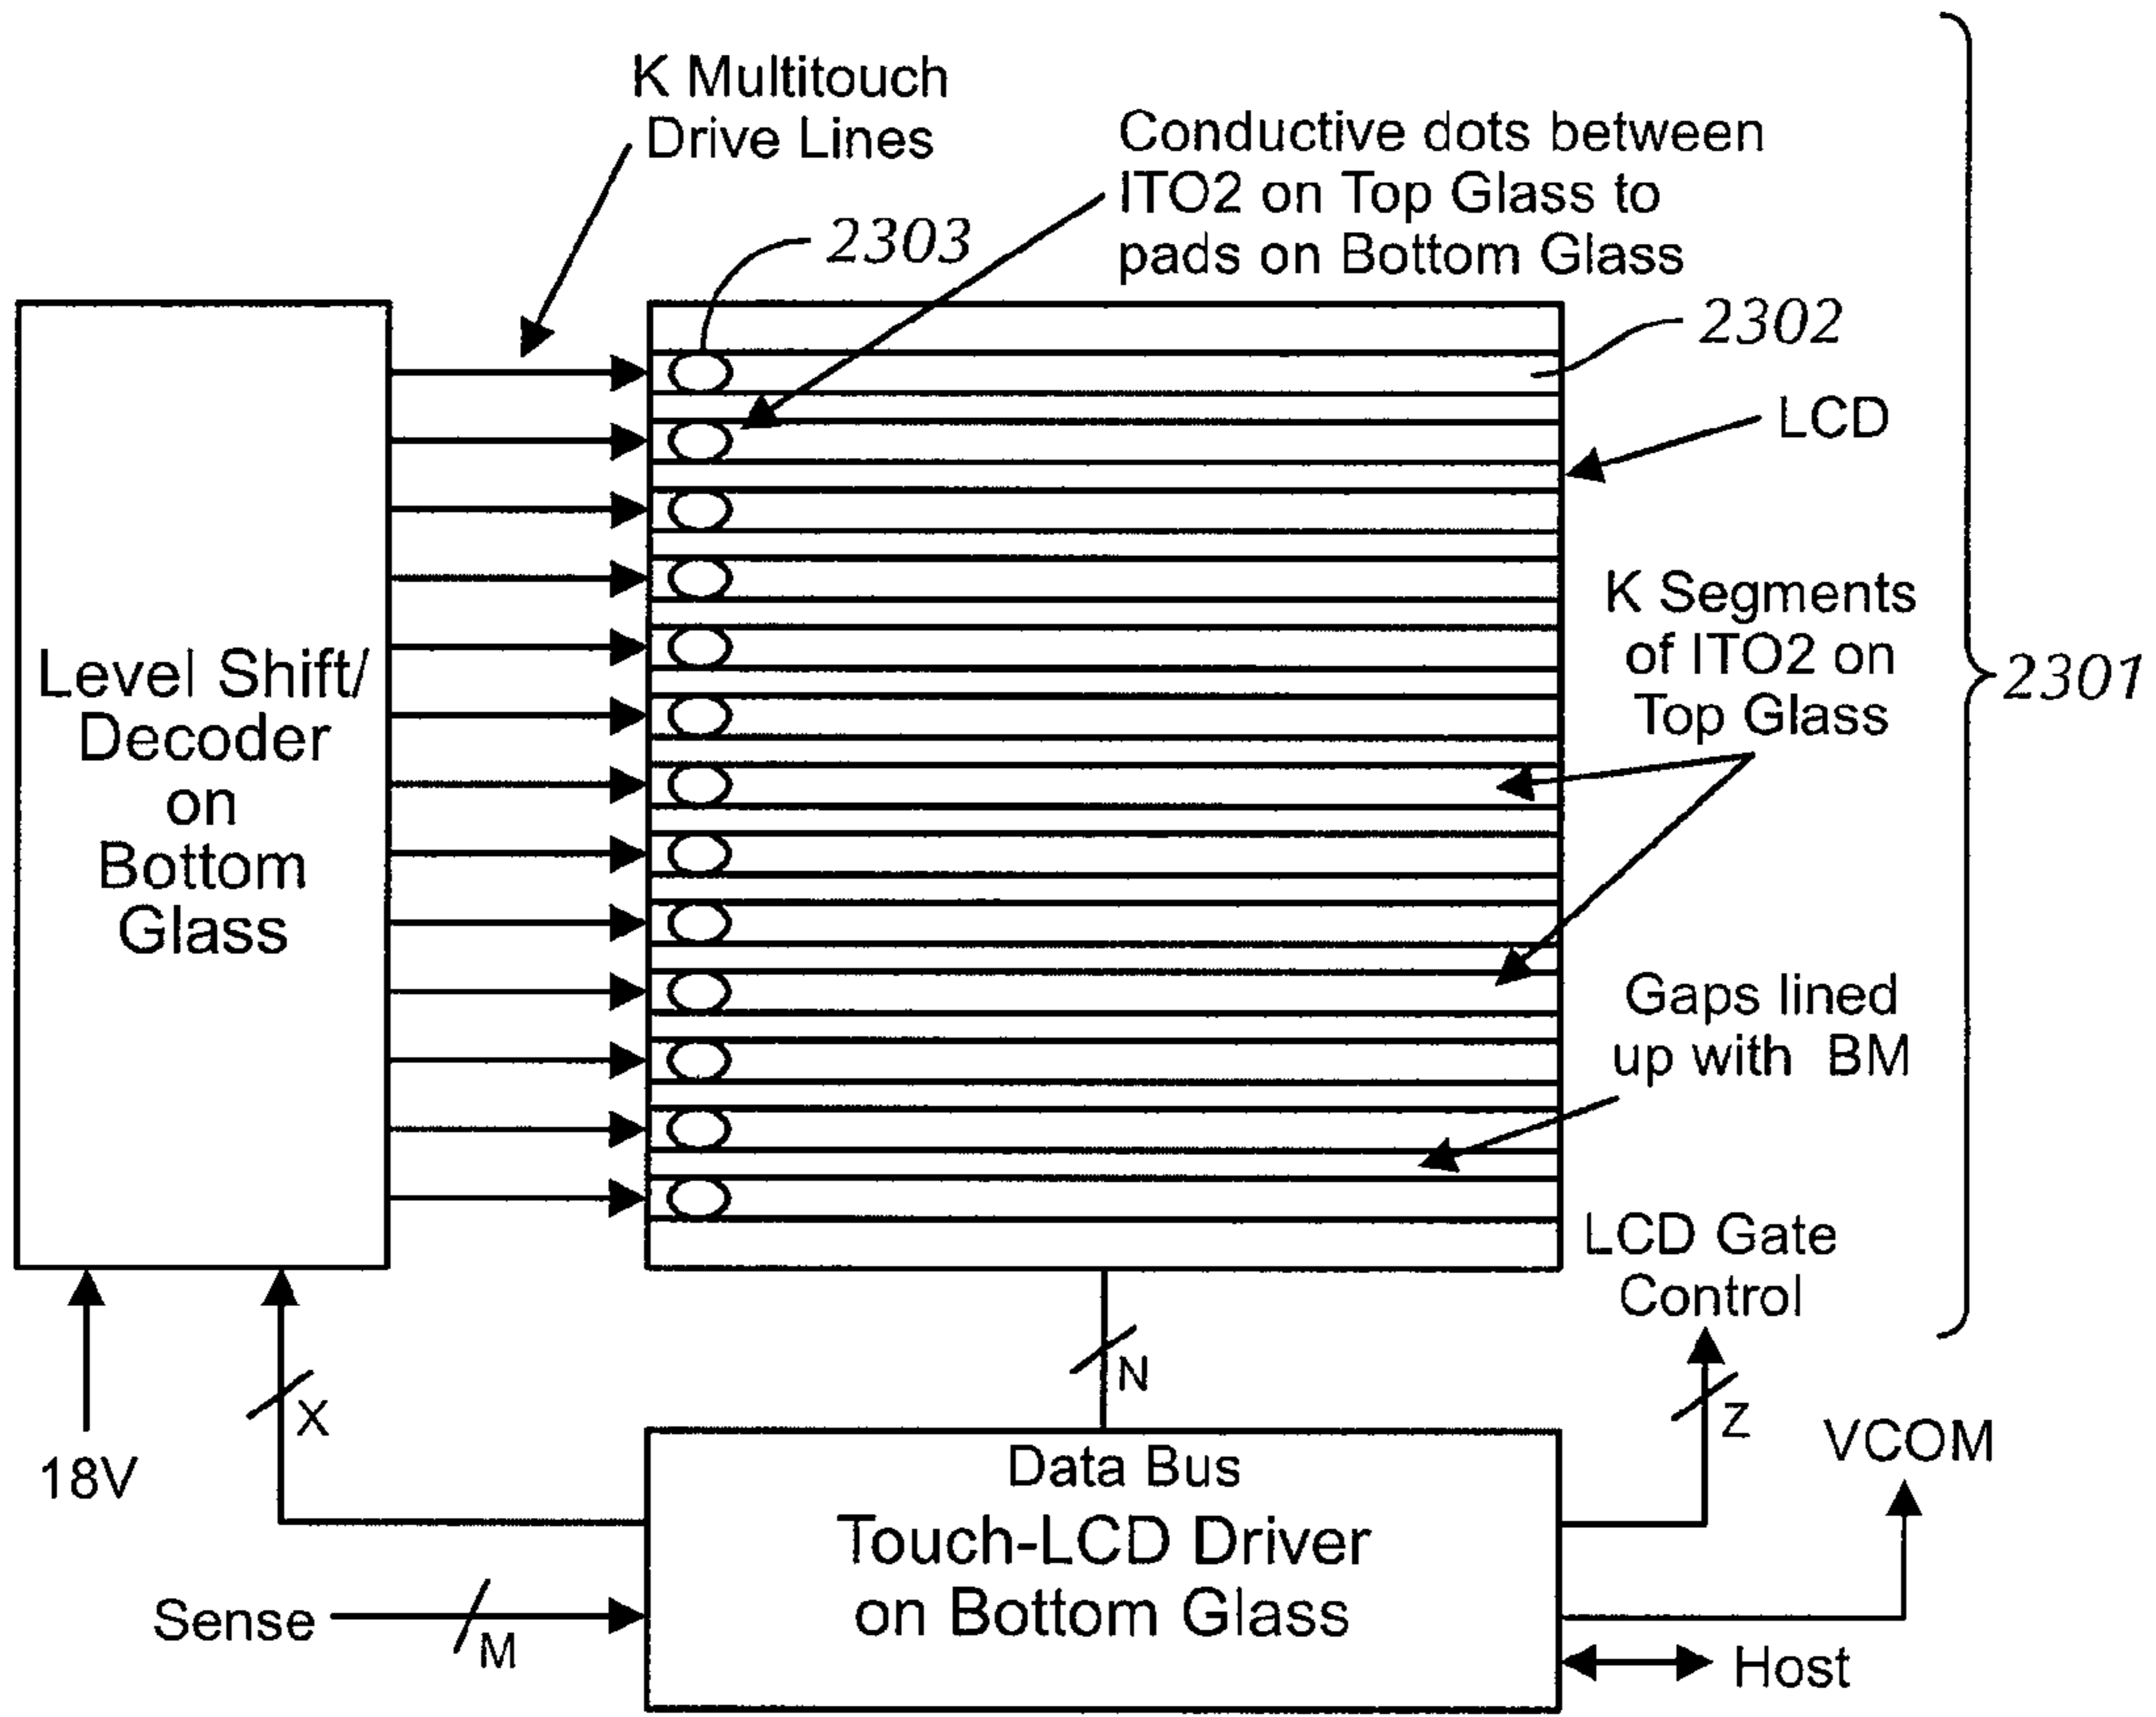 K Multitouch
Drive Lines
Conductive dots between
ITO2 on Top Glass to
pads on Bottom Glass
2303
2302
LCD
K Segments
of ITO2 on
Top Glass
2301
Level Shift/
Decoder
on
Bottom
Glass
Gaps lined
up with BM
LCD Gate
Control
18V
X
N
Z
VCOM
Data Bus
Touch-LCD Driver
on Bottom Glass
Sense
M
Host